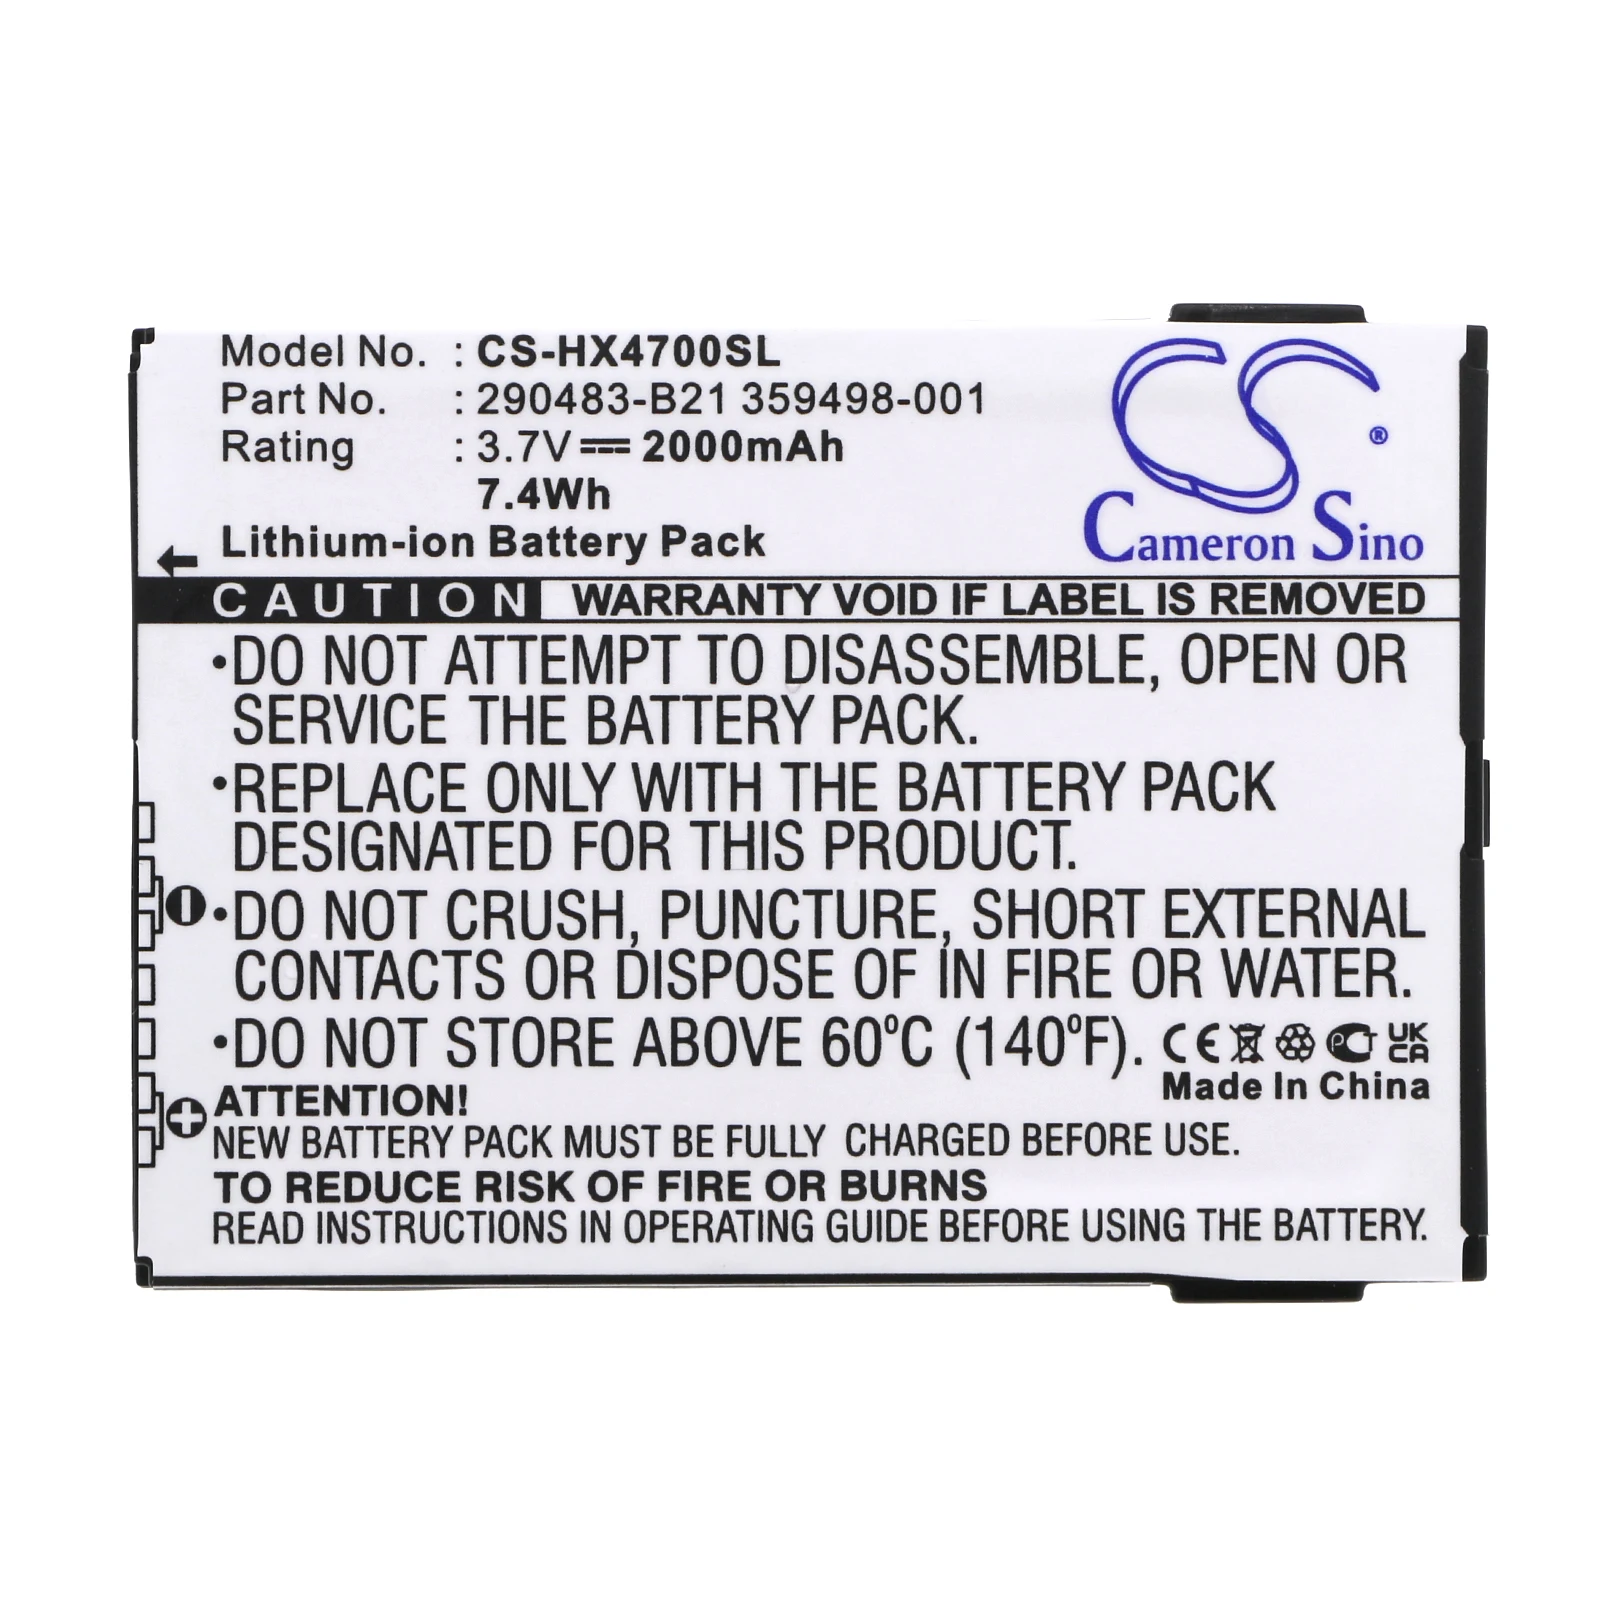 Model No. : CS-HX4700SL
Part No. : 290483-B21 359498-001
Rating : 3.7V 2000mAh
7.4Wh
Lithium-ion Battery Pack
CS ®
Cameron Sino
CAUTION WARRANTY VOID IF LABEL IS REMOVED
•DO NOT ATTEMPT TO DISASSEMBLE, OPEN OR
SERVICE THE BATTERY PACK.
•REPLACE ONLY WITH THE BATTERY PACK
DESIGNATED FOR THIS PRODUCT.
•DO NOT CRUSH, PUNCTURE, SHORT EXTERNAL
CONTACTS OR DISPOSE OF IN FIRE OR WATER.
•DO NOT STORE ABOVE 60ºC (140ºF).
CE PCT UK
CA
Made In China
ATTENTION!
NEW BATTERY PACK MUST BE FULLY CHARGED BEFORE USE.
TO REDUCE RISK OF FIRE OR BURNS
READ INSTRUCTIONS IN OPERATING GUIDE BEFORE USING THE BATTERY.